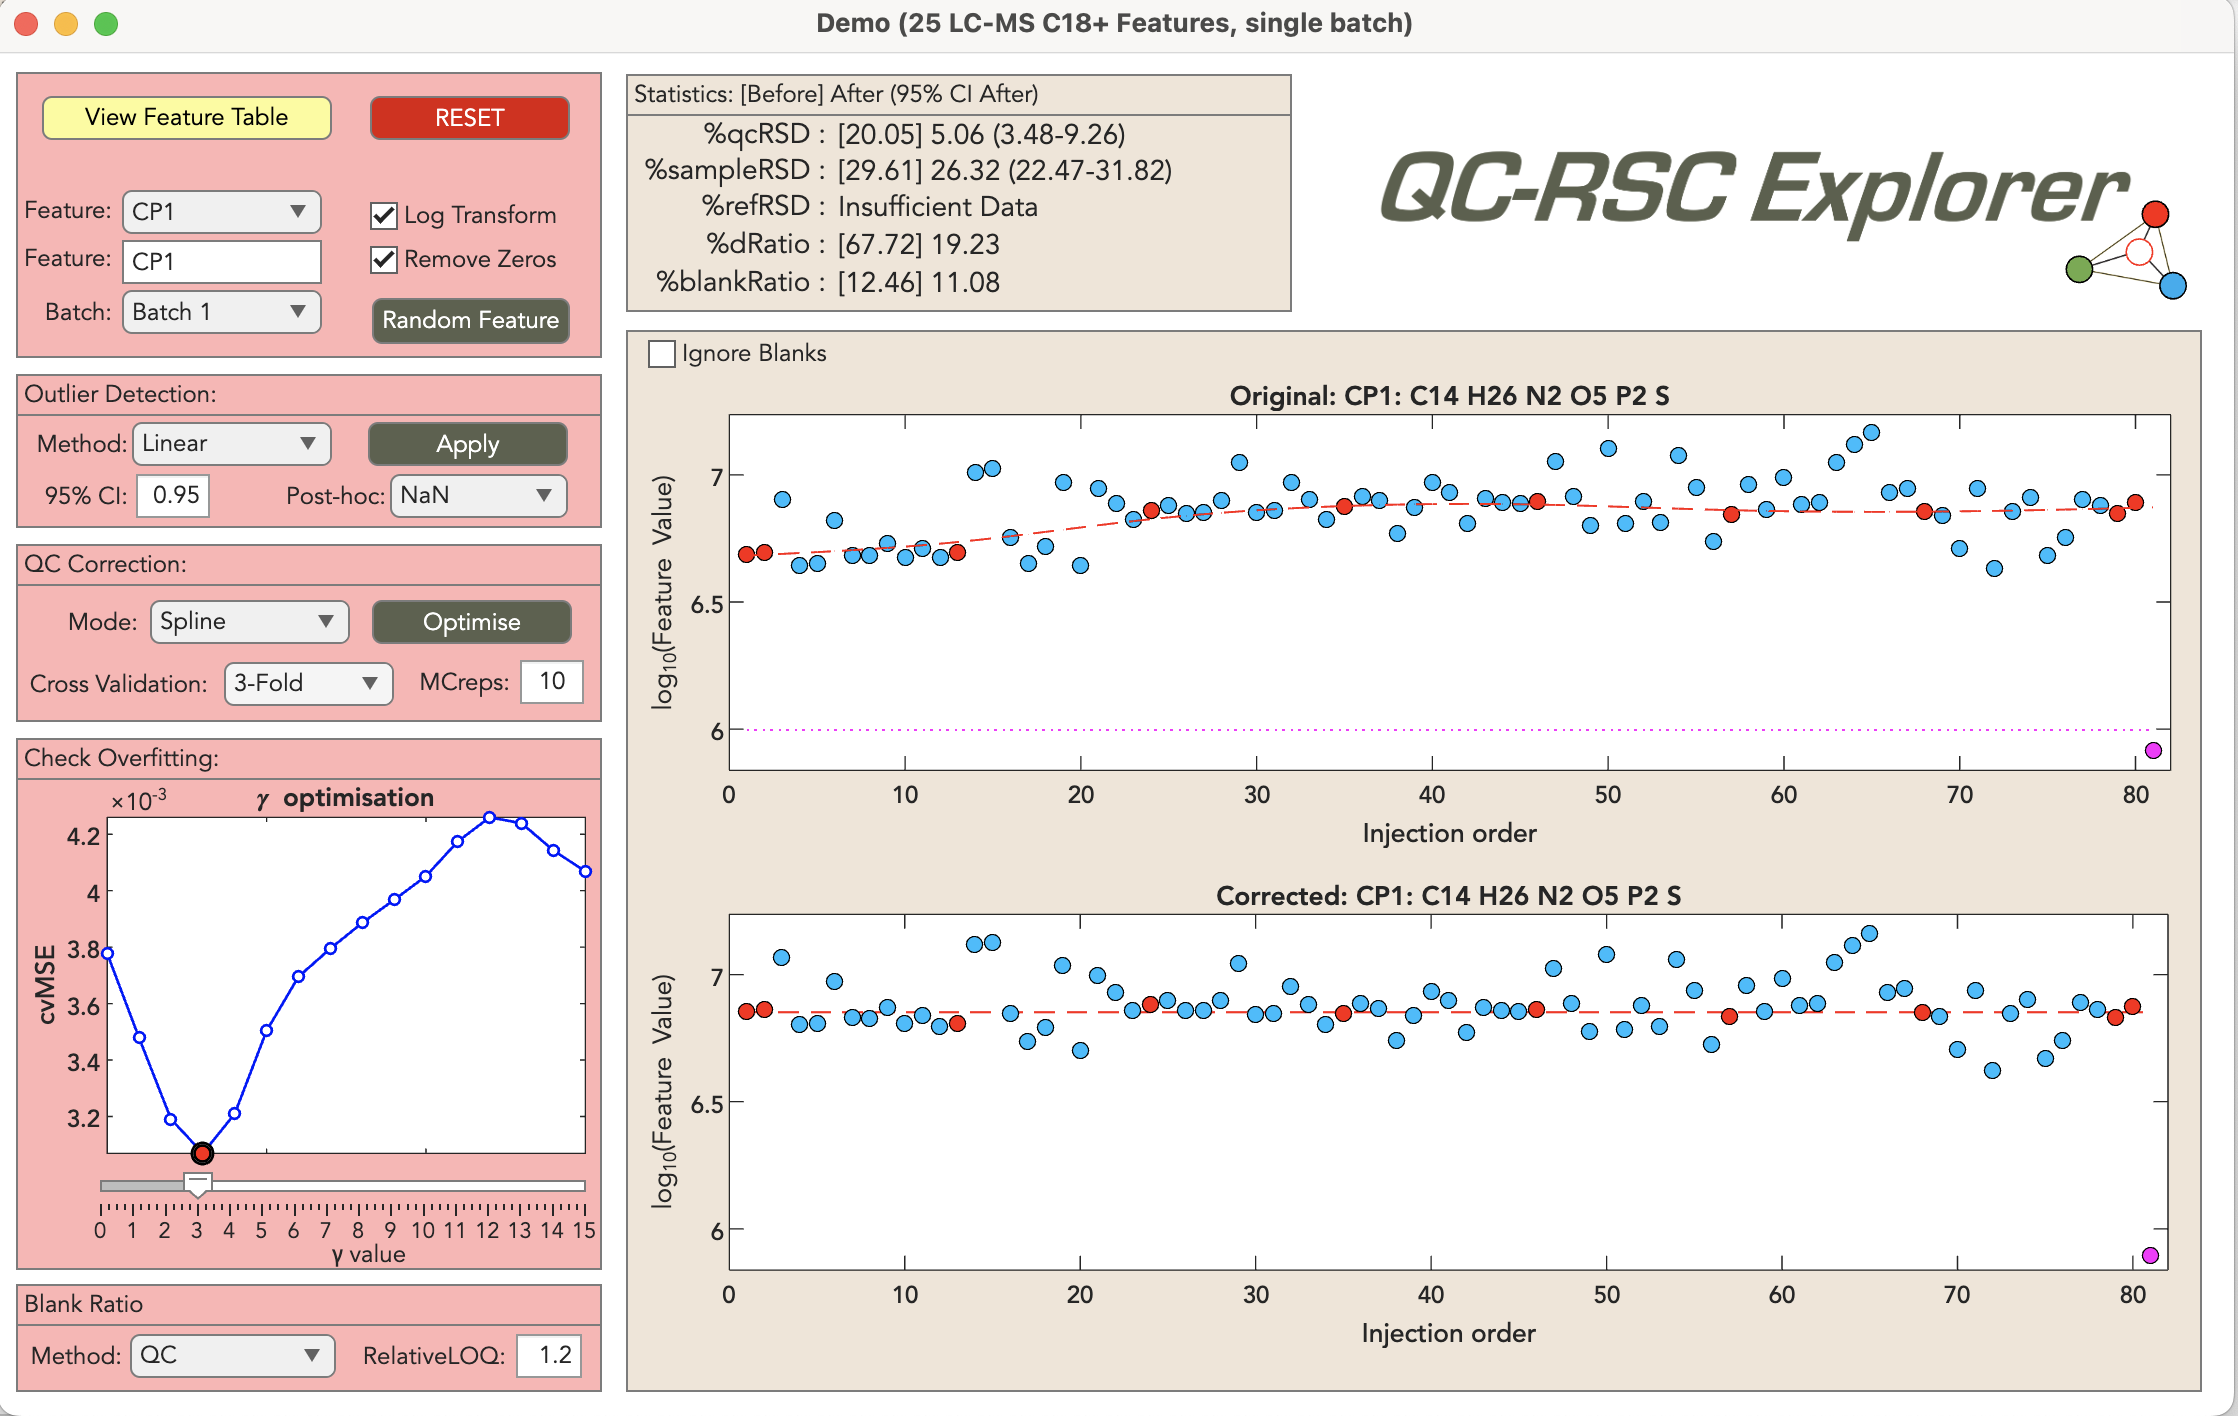 Demo (25 LC-MS C18+ Features, single batch)
View Feature Table
RESET
Feature: CP1
Log Transform
Feature: CP1
Remove Zeros
Batch: Batch 1
Random Feature
Outlier Detection:
Method: Linear
Apply
95% CI: 0.95
Post-hoc: NaN
QC Correction:
Mode: Spline
Optimise
Cross Validation: 3-Fold
MCreps: 10
Check Overfitting:
×10-3
γ optimisation
4.2
4
3.8
3.6
3.4
3.2
cvMSE
0 1 2 3 4 5 6 7 8 9 10 11 12 13 14 15
γ value
Blank Ratio
Method: QC
RelativeLOQ: 1.2
Statistics: [Before] After (95% CI After)
%qcRSD : [20.05] 5.06 (3.48-9.26)
%sampleRSD : [29.61] 26.32 (22.47-31.82)
%refRSD : Insufficient Data
%dRatio : [67.72] 19.23
%blankRatio : [12.46] 11.08
QC-RSC Explorer
Ignore Blanks
Original: CP1: C14 H26 N2 O5 P2 S
7
6.5
6
log10(Feature Value)
0 10 20 30 40 50 60 70 80
Injection order
Corrected: CP1: C14 H26 N2 O5 P2 S
7
6.5
6
log10(Feature Value)
0 10 20 30 40 50 60 70 80
Injection order